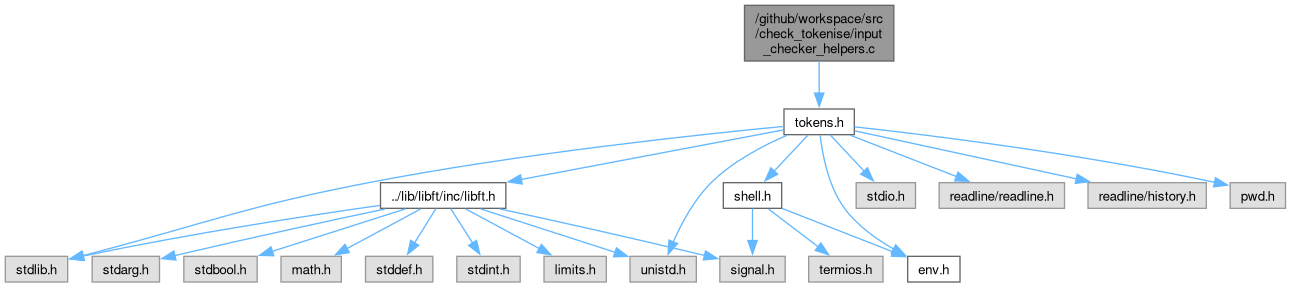 /github/workspace/src
/check_tokenise/input
_checker_helpers.c
tokens.h
../lib/libft/inc/libft.h
shell.h
stdio.h
readline/readline.h
readline/history.h
pwd.h
stdlib.h
stdarg.h
stdbool.h
math.h
stddef.h
stdint.h
limits.h
unistd.h
signal.h
termios.h
env.h